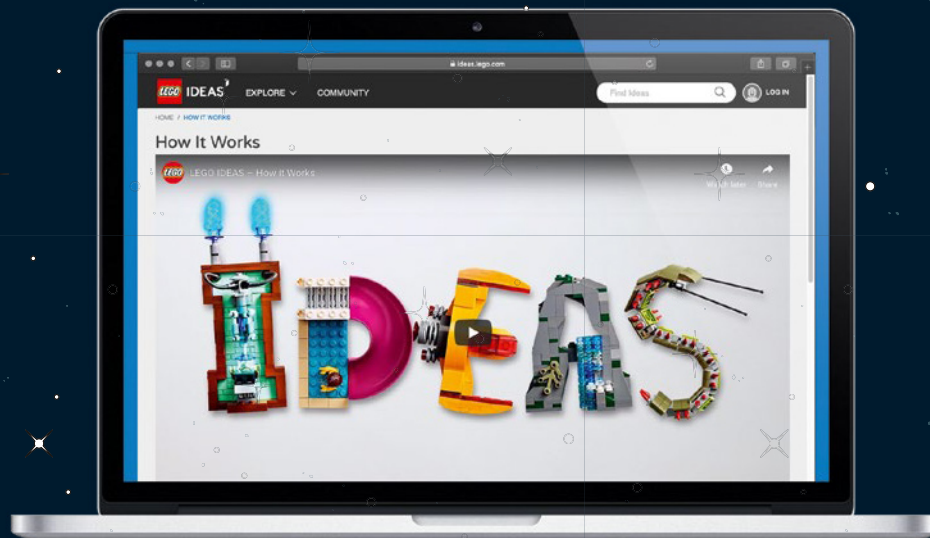 ideas.lego.com
LEGO IDEAS EXPLORE COMMUNITY Find Ideas LOG IN
HOME / HOW IT WORKS
How It Works
LEGO LEGO IDEAS – How it Works
Watch later Share
IDEAS